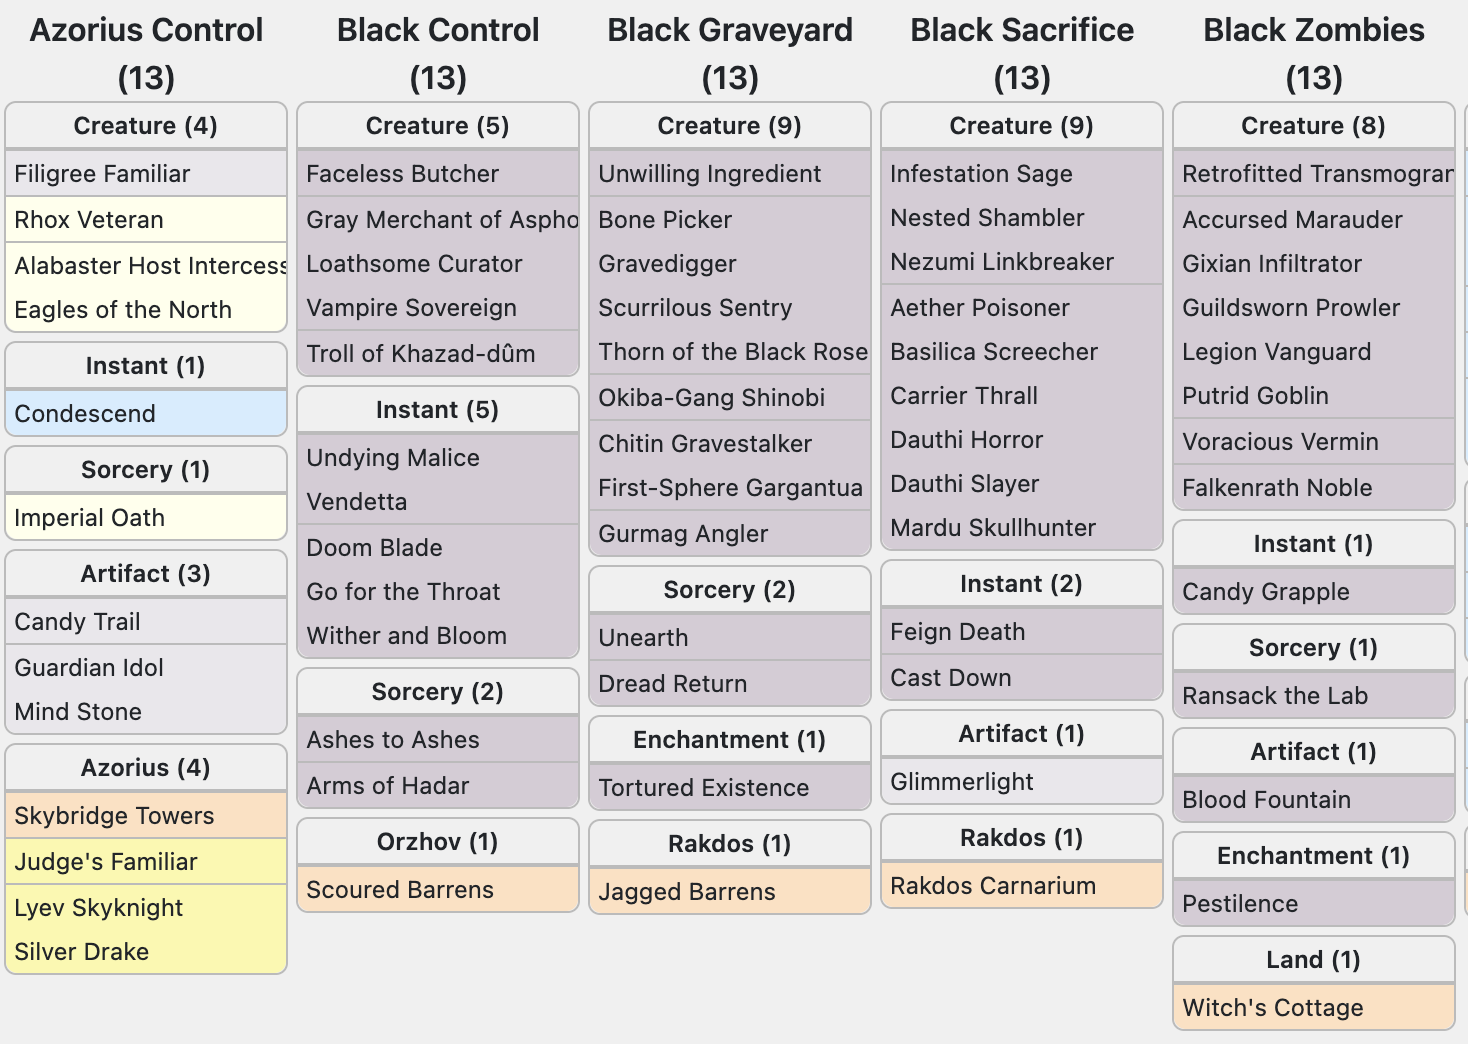 Azorius Control
(13)
Creature (4)
Filigree Familiar
Rhox Veteran
Alabaster Host Intercess
Eagles of the North
Instant (1)
Condescend
Sorcery (1)
Imperial Oath
Artifact (3)
Candy Trail
Guardian Idol
Mind Stone
Azorius (4)
Skybridge Towers
Judge's Familiar
Lyev Skyknight
Silver Drake
Black Control
(13)
Creature (5)
Faceless Butcher
Gray Merchant of Aspho
Loathsome Curator
Vampire Sovereign
Troll of Khazad-dûm
Instant (5)
Undying Malice
Vendetta
Doom Blade
Go for the Throat
Wither and Bloom
Sorcery (2)
Ashes to Ashes
Arms of Hadar
Orzhov (1)
Scoured Barrens
Black Graveyard
(13)
Creature (9)
Unwilling Ingredient
Bone Picker
Gravedigger
Scurrilous Sentry
Thorn of the Black Rose
Okiba-Gang Shinobi
Chitin Gravestalker
First-Sphere Gargantua
Gurmag Angler
Sorcery (2)
Unearth
Dread Return
Enchantment (1)
Tortured Existence
Rakdos (1)
Jagged Barrens
Black Sacrifice
(13)
Creature (9)
Infestation Sage
Nested Shambler
Nezumi Linkbreaker
Aether Poisoner
Basilica Screecher
Carrier Thrall
Dauthi Horror
Dauthi Slayer
Mardu Skullhunter
Instant (2)
Feign Death
Cast Down
Artifact (1)
Glimmerlight
Rakdos (1)
Rakdos Carnarium
Black Zombies
(13)
Creature (8)
Retrofitted Transmogran
Accursed Marauder
Gixian Infiltrator
Guildsworn Prowler
Legion Vanguard
Putrid Goblin
Voracious Vermin
Falkenrath Noble
Instant (1)
Candy Grapple
Sorcery (1)
Ransack the Lab
Artifact (1)
Blood Fountain
Enchantment (1)
Pestilence
Land (1)
Witch's Cottage